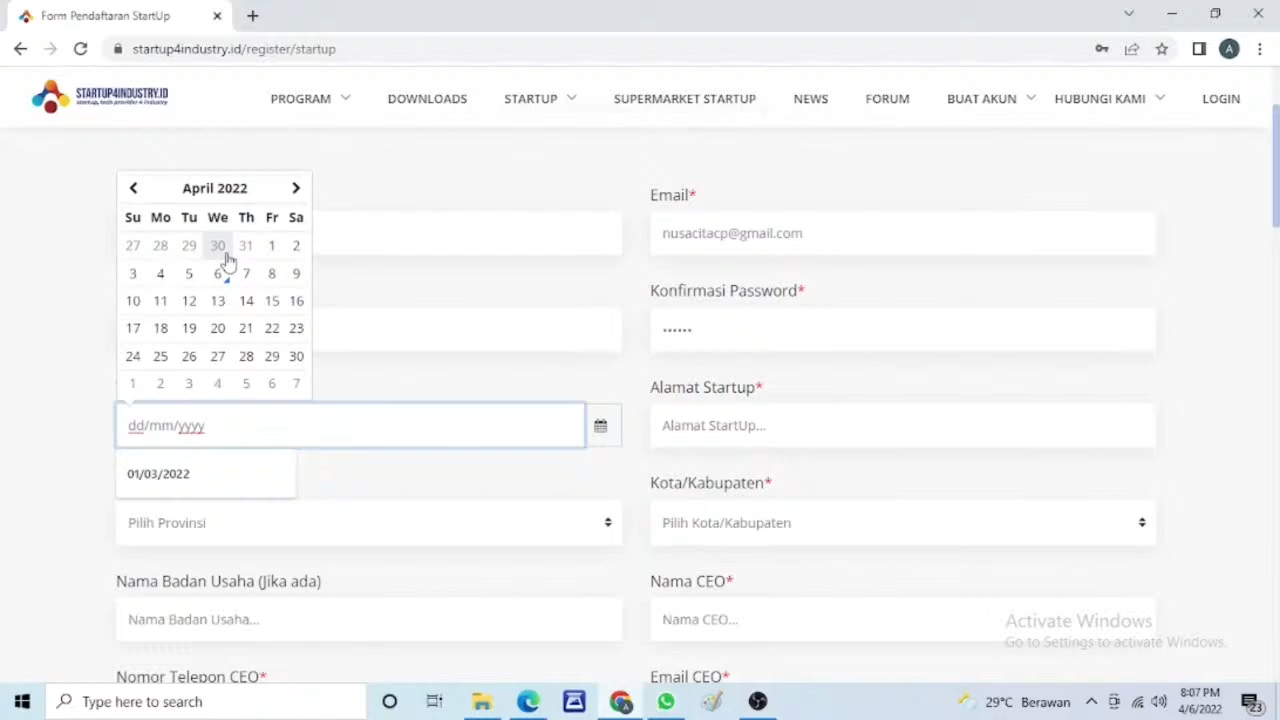 Form Pendaftaran StartUp
startup4industry.id/register/startup
A
STARTUP4INDUSTRY.ID
startup, tech provider 4 industry
PROGRAM
DOWNLOADS
STARTUP
SUPERMARKET STARTUP
NEWS
FORUM
BUAT AKUN
HUBUNGI KAMI
LOGIN
April 2022
Su Mo Tu We Th Fr Sa
27 28 29 30 31 1 2
3 4 5 6 7 8 9
10 11 12 13 14 15 16
17 18 19 20 21 22 23
24 25 26 27 28 29 30
1 2 3 4 5 6 7
dd/mm/yyyy
01/03/2022
Email*
nusacitacp@gmail.com
Konfirmasi Password*
••••••
Alamat Startup*
Alamat StartUp...
Kota/Kabupaten*
Pilih Provinsi
Pilih Kota/Kabupaten
Nama Badan Usaha (Jika ada)
Nama CEO*
Nama Badan Usaha...
Nama CEO...
Activate Windows
Go to Settings to activate Windows.
Nomor Telepon CEO*
Email CEO*
Type here to search
29°C Berawan
8:07 PM
4/6/2022
23